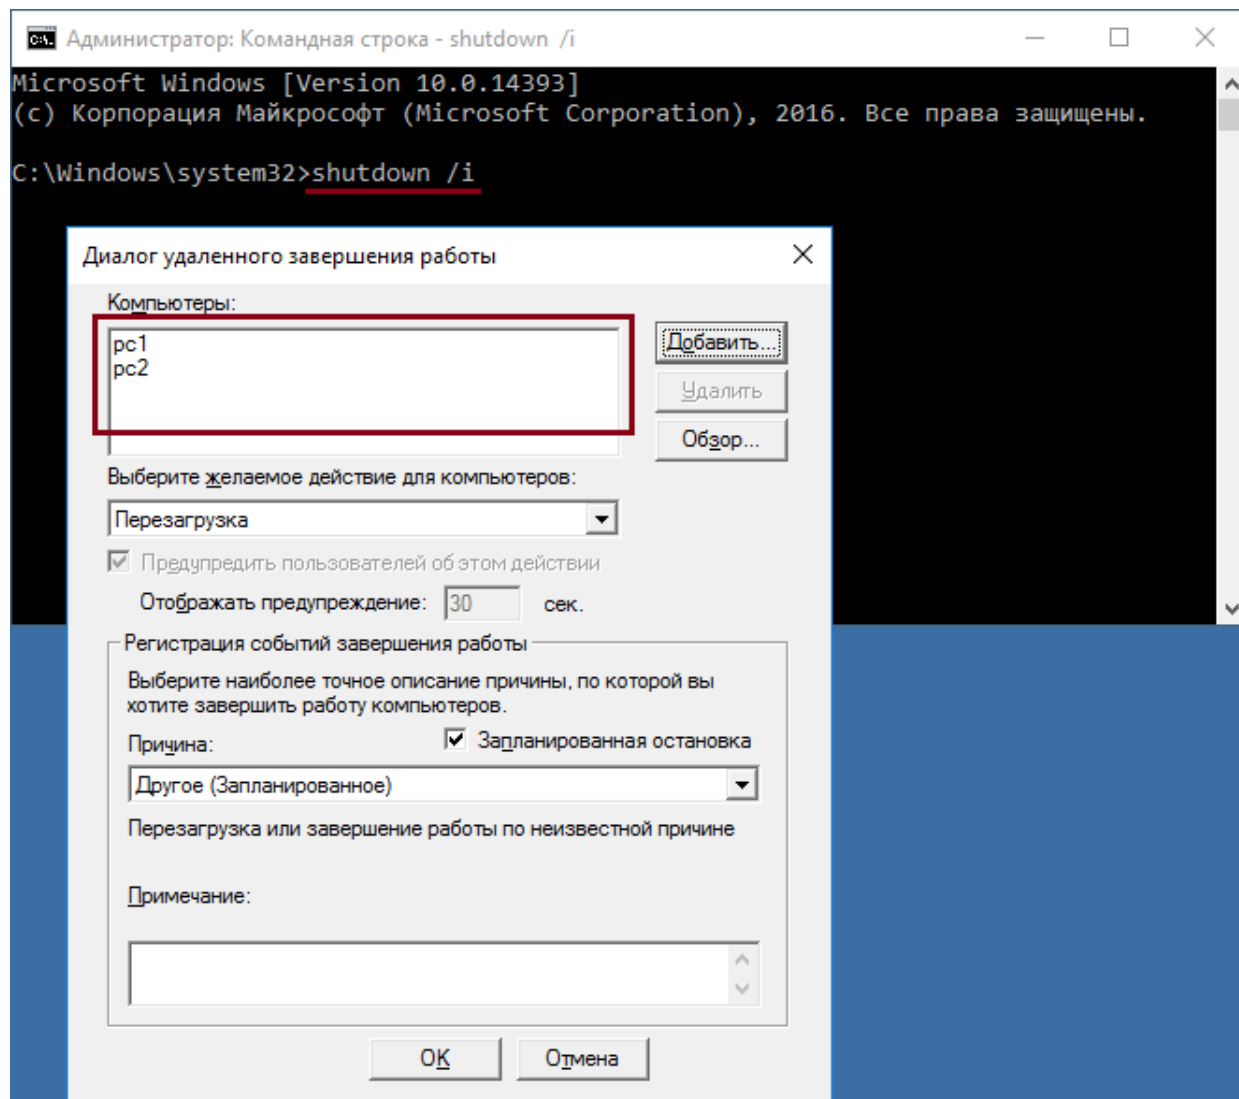 Администратор: Командная строка - shutdown /i
Microsoft Windows [Version 10.0.14393]
(c) Корпорация Майкрософт (Microsoft Corporation), 2016. Все права защищены.
C:\Windows\system32>shutdown /i
Диалог удаленного завершения работы
Компьютеры:
pc1
pc2
Добавить...
Удалить
Обзор...
Выберите желаемое действие для компьютеров:
Перезагрузка
Предупредить пользователей об этом действии
Отображать предупреждение: 30 сек.
Регистрация событий завершения работы
Выберите наиболее точное описание причины, по которой вы
хотите завершить работу компьютеров.
Причина: Запланированная остановка
Другое (Запланированное)
Перезагрузка или завершение работы по неизвестной причине
Примечание:
OK Отмена